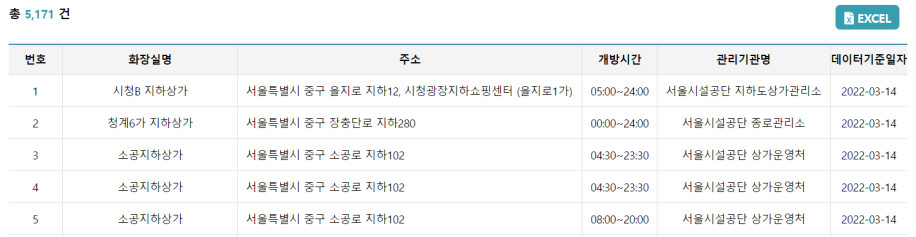 총 5,171 건
EXCEL
번호 화장실명 주소 개방시간 관리기관명 데이터기준일자
1 시청B 지하상가 서울특별시 중구 을지로 지하12, 시청광장지하쇼핑센터 (을지로1가) 05:00~24:00 서울시설공단 지하도상가관리소 2022-03-14
2 청계6가 지하상가 서울특별시 중구 장충단로 지하280 00:00~24:00 서울시설공단 종로관리소 2022-03-14
3 소공지하상가 서울특별시 중구 소공로 지하102 04:30~23:30 서울시설공단 상가운영처 2022-03-14
4 소공지하상가 서울특별시 중구 소공로 지하102 04:30~23:30 서울시설공단 상가운영처 2022-03-14
5 소공지하상가 서울특별시 중구 소공로 지하102 08:00~20:00 서울시설공단 상가운영처 2022-03-14